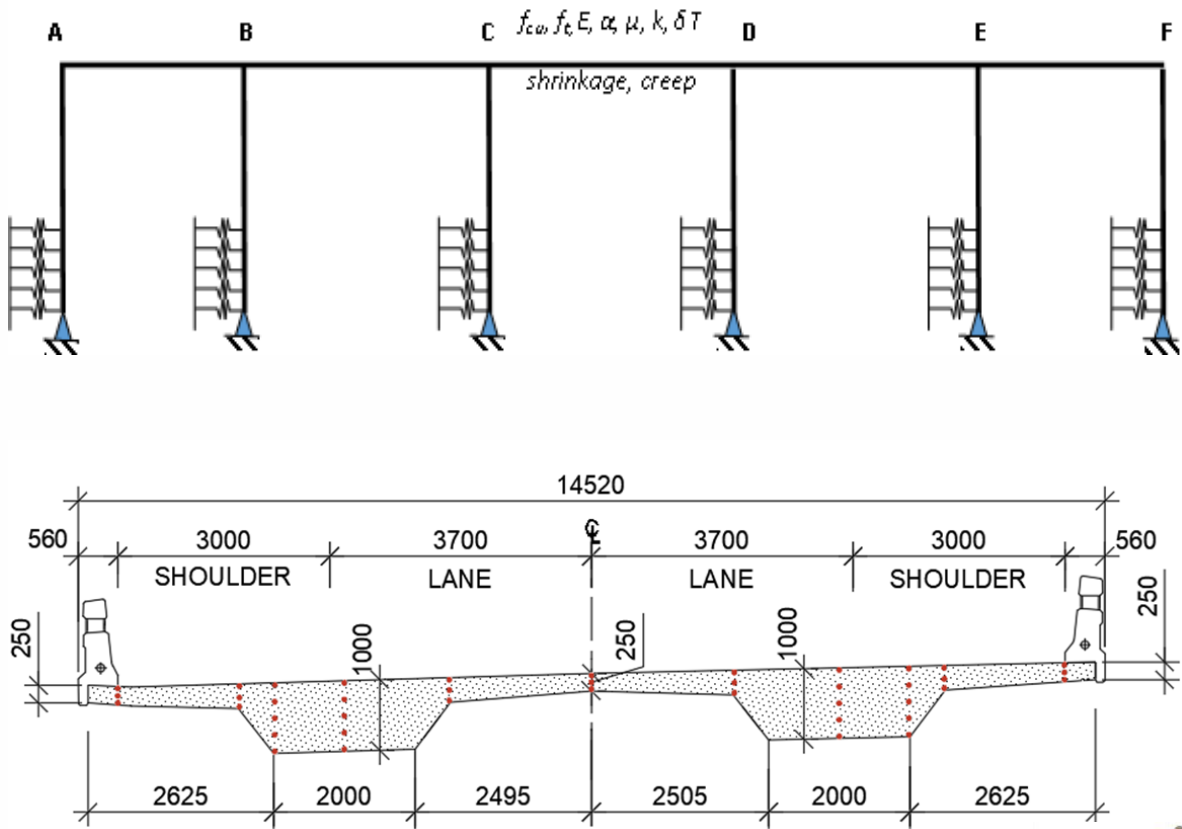 A B C f_cu, f_t, E, α, μ, k, δT D E F
shrinkage, creep
14520
560 3000 3700 ℄ 3700 3000 560
SHOULDER LANE LANE SHOULDER
250 1000 250 1000 250
2625 2000 2495 2505 2000 2625